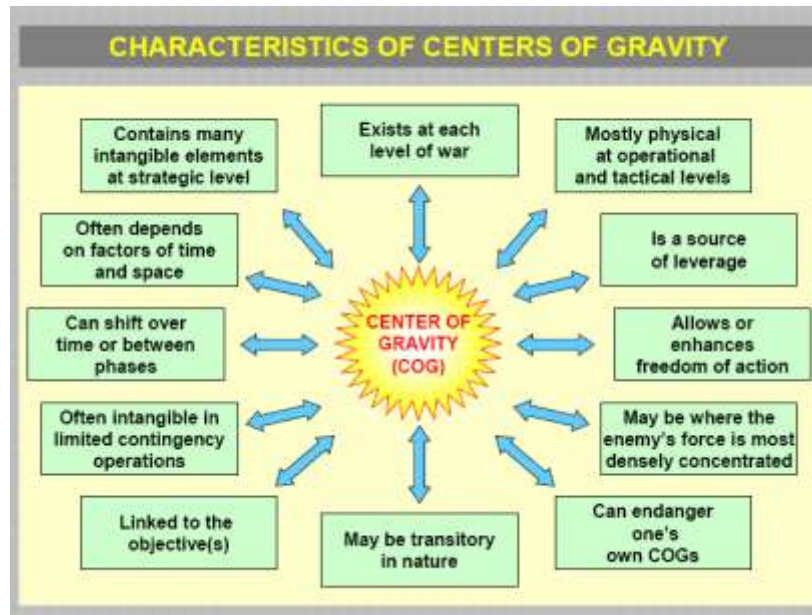 CHARACTERISTICS OF CENTERS OF GRAVITY
Contains many
intangible elements
at strategic level
Exists at each
level of war
Mostly physical
at operational
and tactical levels
Often depends
on factors of time
and space
Is a source
of leverage
Can shift over
time or between
phases
CENTER OF
GRAVITY
(COG)
Allows or
enhances
freedom of action
Often intangible in
limited contingency
operations
May be where the
enemy's force is most
densely concentrated
Linked to the
objective(s)
May be transitory
in nature
Can endanger
one's
own COGs